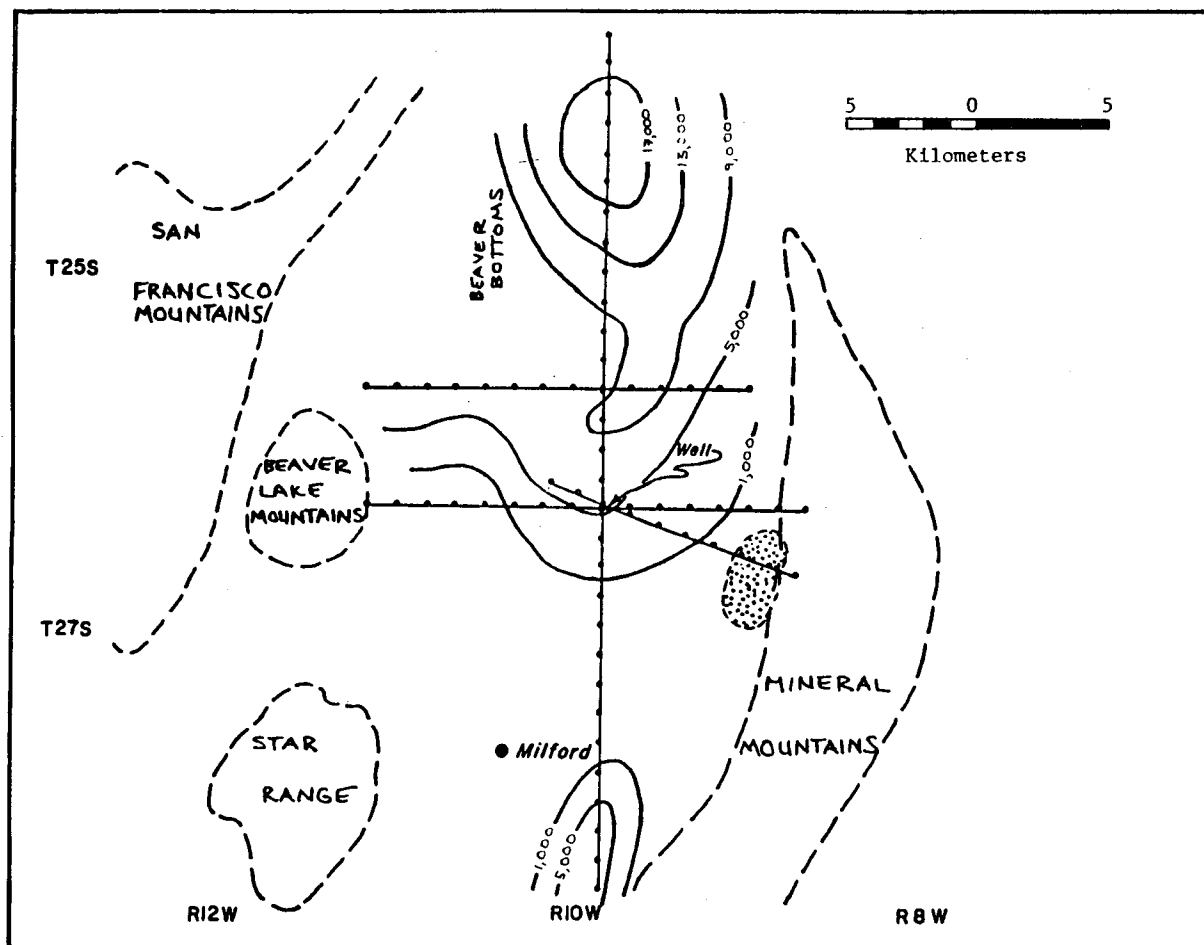 5 0 5
Kilometers
17,000
13,000
9,000
SAN
FRANCISCO
MOUNTAINS
T25S
BEAVER
BOTTOMS
5,000
Well
1,000
BEAVER
LAKE
MOUNTAINS
T27S
MINERAL
MOUNTAINS
STAR
RANGE
Milford
1,000
5,000
R12W
R10W
R8W